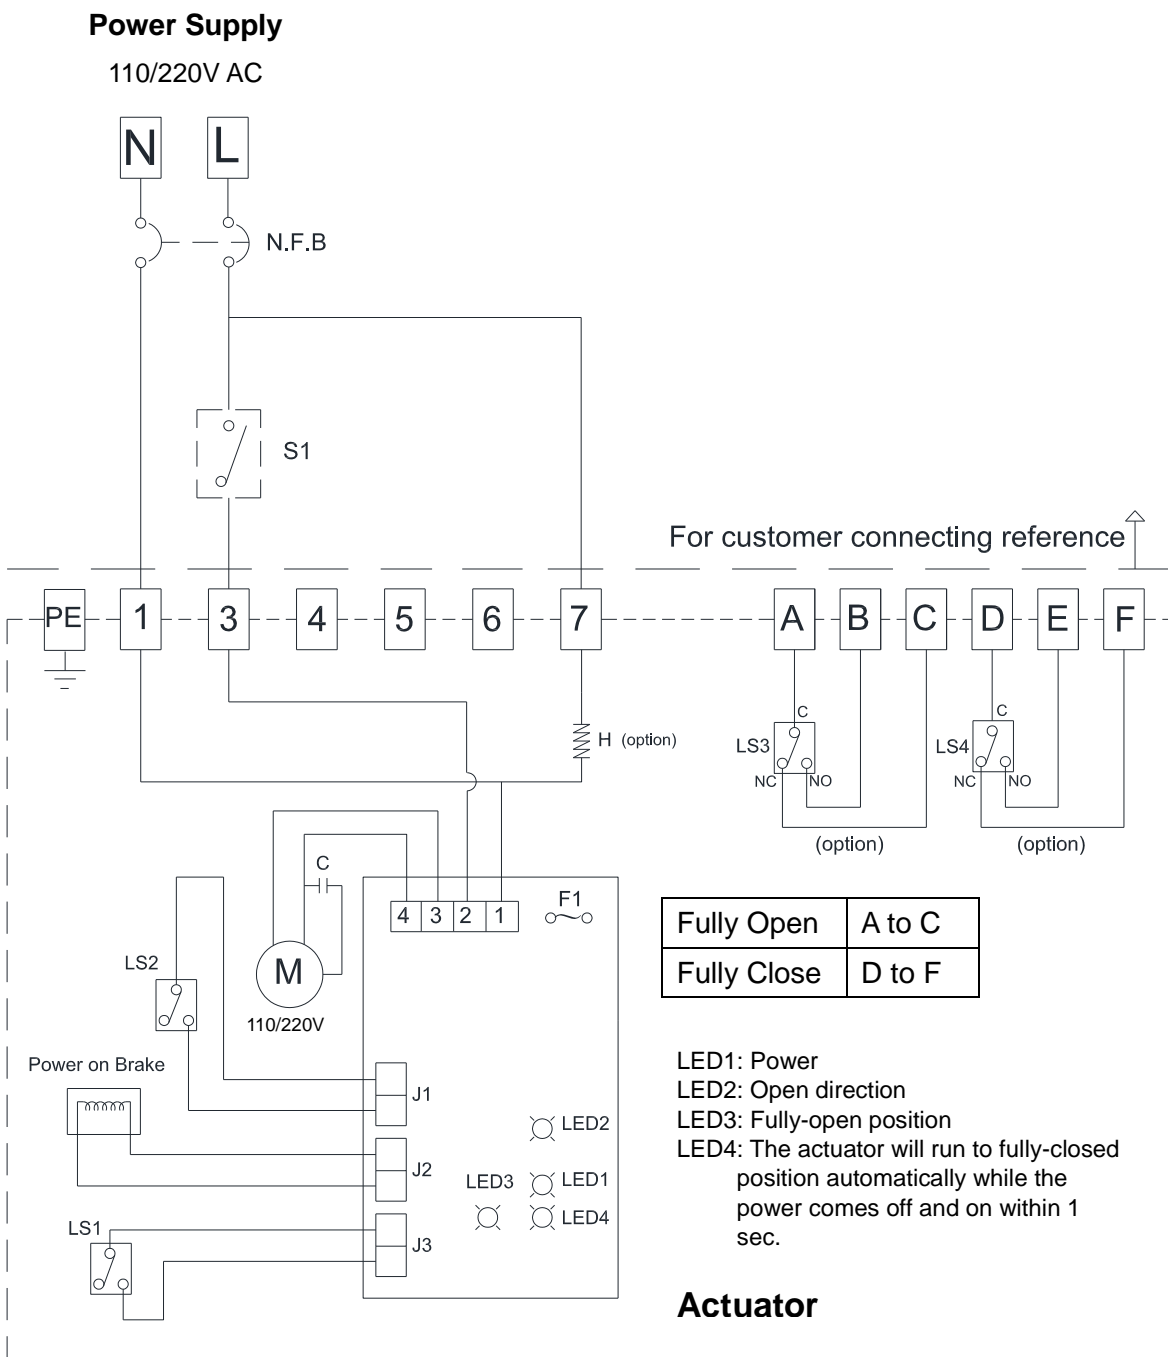 Power Supply
110/220V AC
N L
N.F.B
S1
For customer connecting reference
PE 1 3 4 5 6 7 A B C D E F
H (option)
C C
LS3 LS4
NC NO NC NO
(option) (option)
C
F1
4 3 2 1
Fully Open A to C
Fully Close D to F
LS2
M
110/220V
Power on Brake
J1
LED1: Power
LED2: Open direction
LED3: Fully-open position
LED4: The actuator will run to fully-closed
position automatically while the
power comes off and on within 1
sec.
LED2
J2
LED3 LED1
LED4
LS1
J3
Actuator